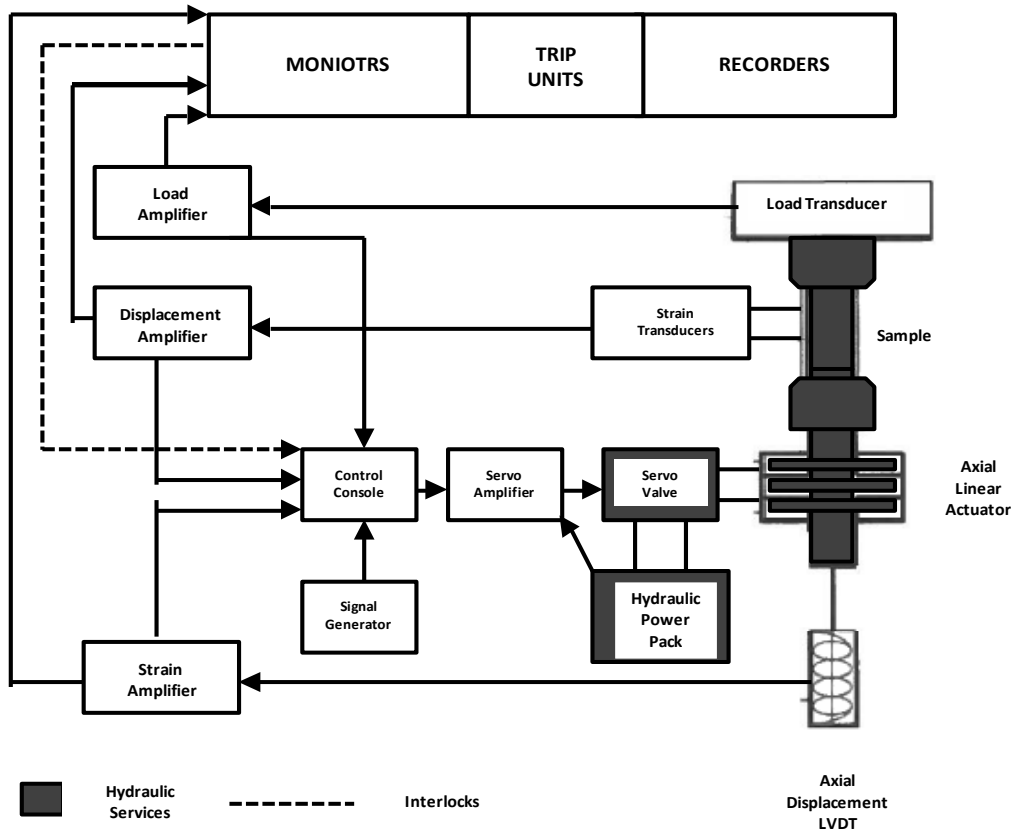 MONIOTRS
TRIP
UNITS
RECORDERS
Load
Amplifier
Load Transducer
Displacement
Amplifier
Strain
Transducers
Sample
Control
Console
Servo
Amplifier
Servo
Valve
Axial
Linear
Actuator
Signal
Generator
Hydraulic
Power
Pack
Strain
Amplifier
Hydraulic
Services
Interlocks
Axial
Displacement
LVDT